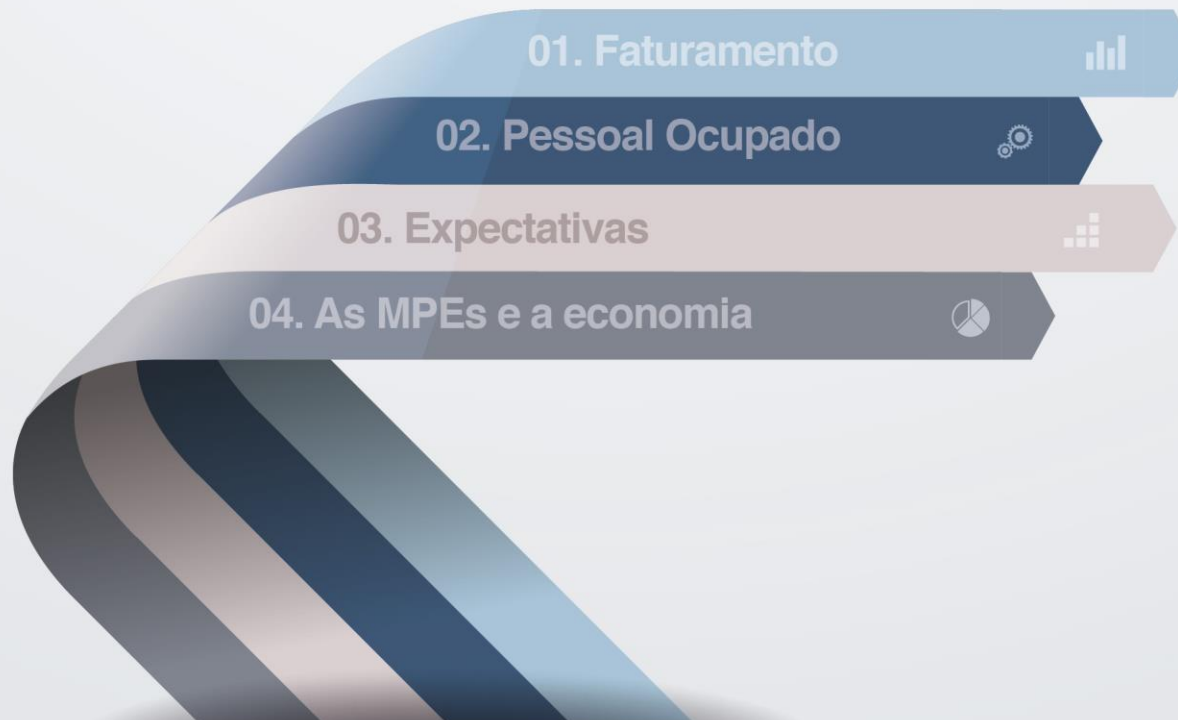 01. Faturamento
02. Pessoal Ocupado
03. Expectativas
04. As MPEs e a economia